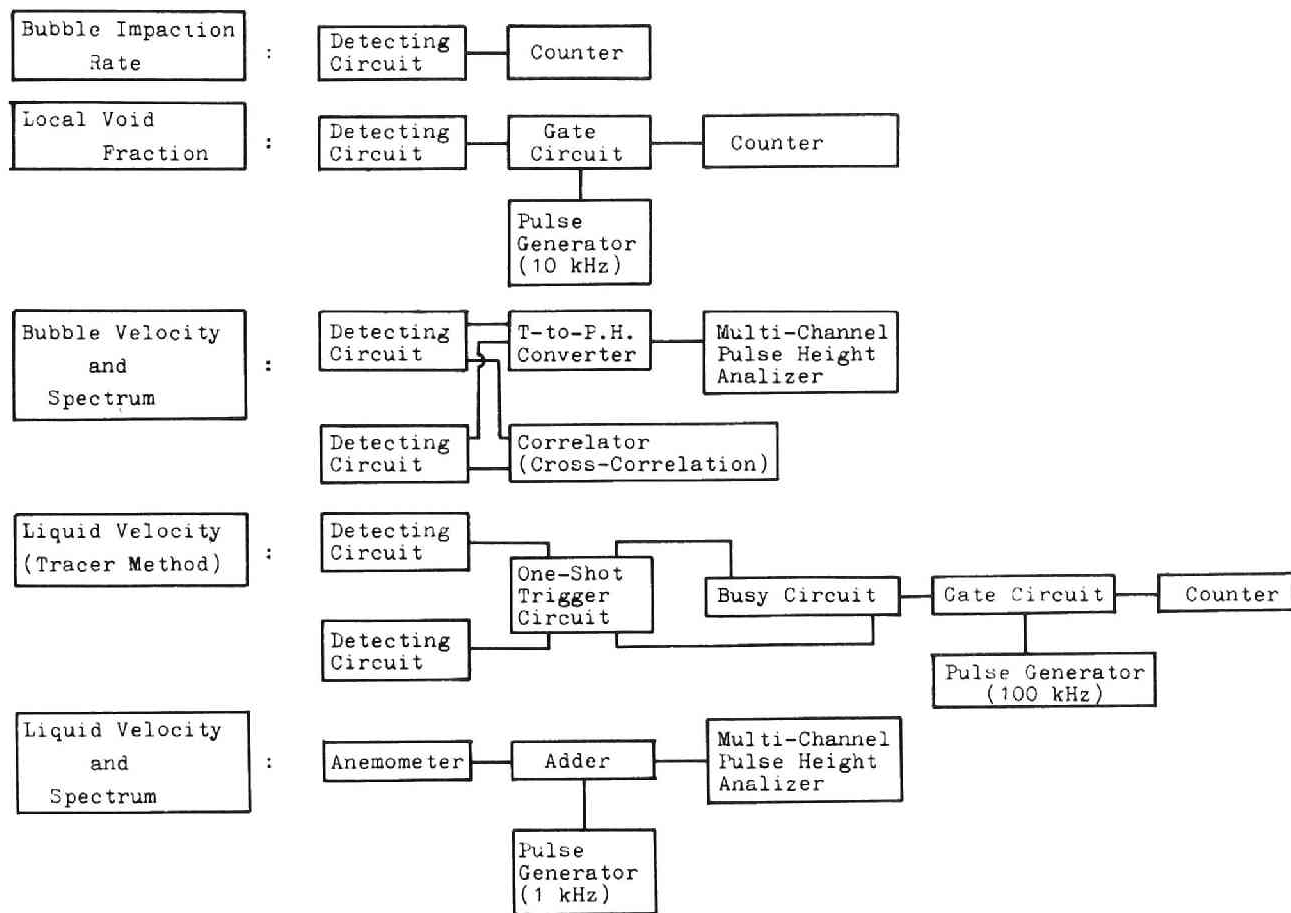 Bubble Impaction
Rate
:
Detecting
Circuit
Counter
Local Void
Fraction
:
Detecting
Circuit
Gate
Circuit
Counter
Pulse
Generator
(10 kHz)
Bubble Velocity
and
Spectrum
:
Detecting
Circuit
T-to-P.H.
Converter
Multi-Channel
Pulse Height
Analizer
Detecting
Circuit
Correlator
(Cross-Correlation)
Liquid Velocity
(Tracer Method)
:
Detecting
Circuit
One-Shot
Trigger
Circuit
Detecting
Circuit
Busy Circuit
Gate Circuit
Counter
Pulse Generator
(100 kHz)
Liquid Velocity
and
Spectrum
:
Anemometer
Adder
Multi-Channel
Pulse Height
Analizer
Pulse
Generator
(1 kHz)